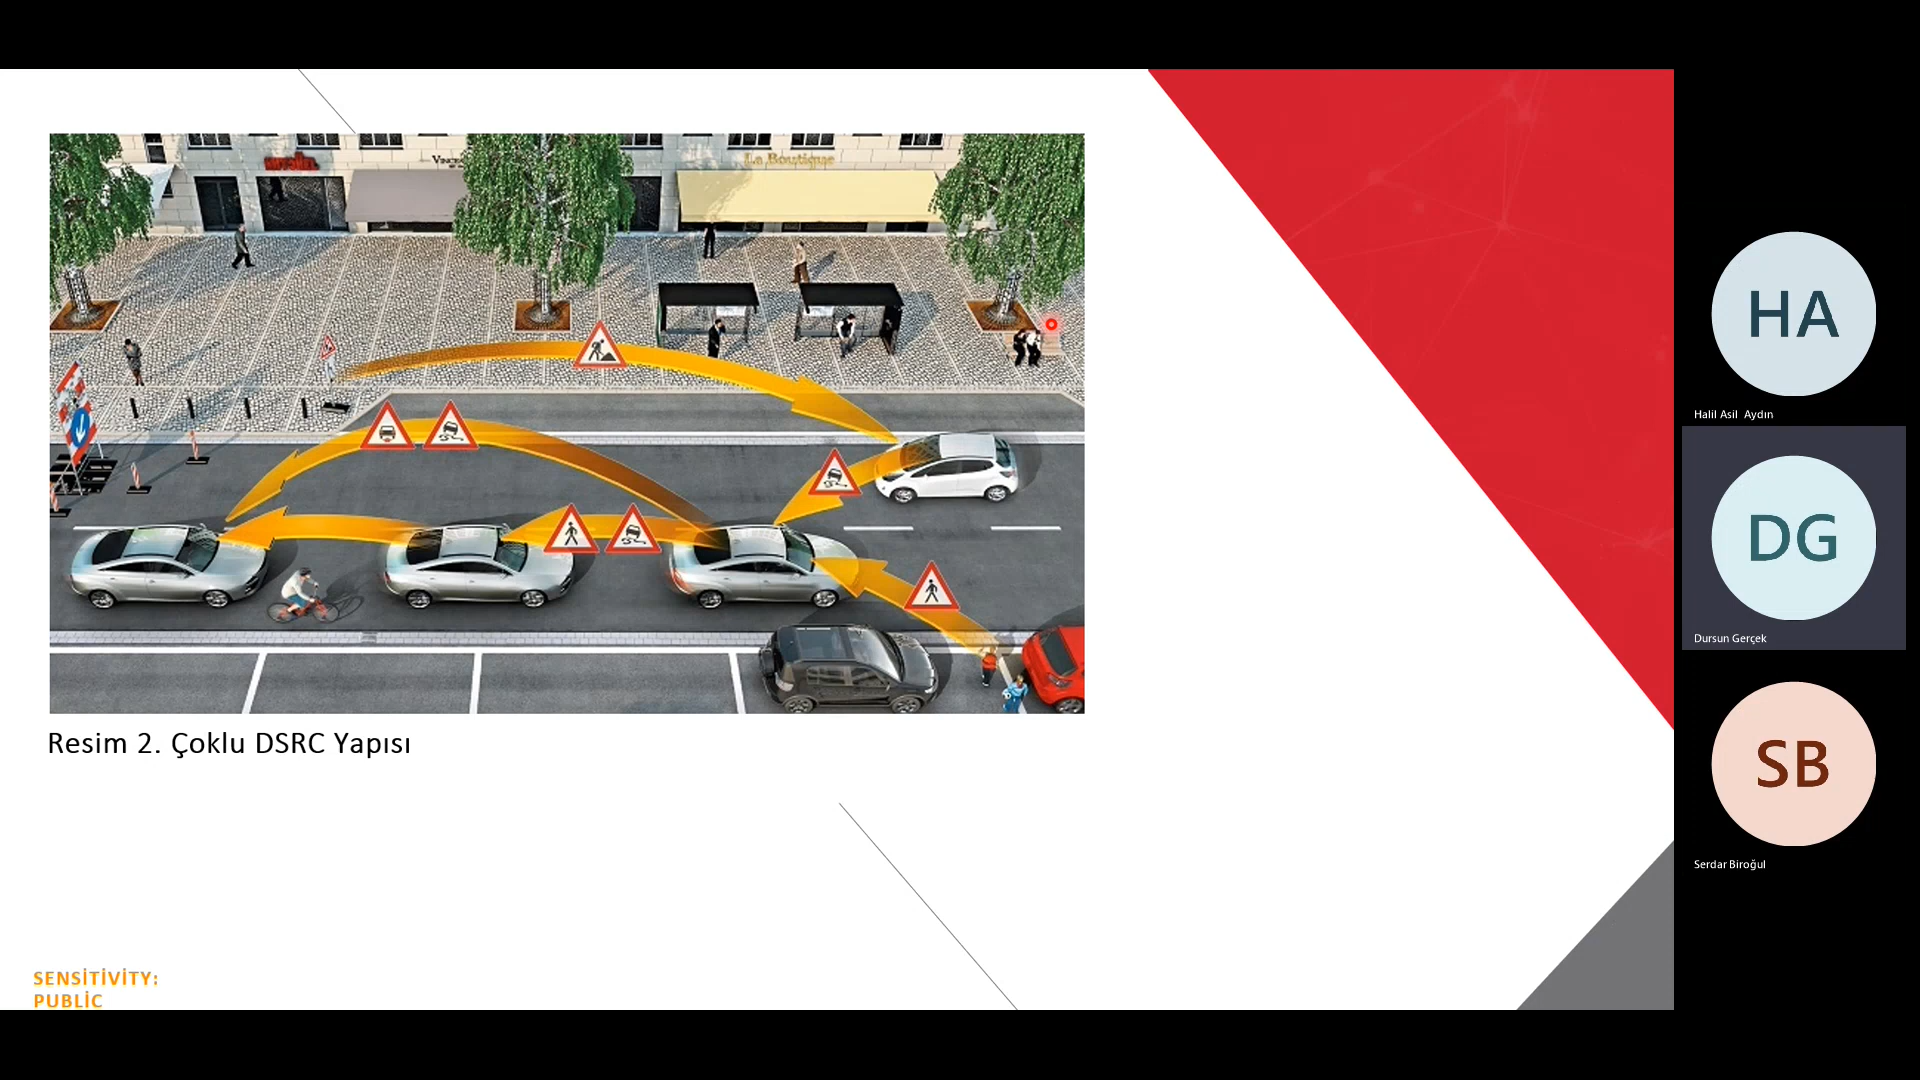 La Boutique
Resim 2. Çoklu DSRC Yapısı
SENSİTİVİTY:
PUBLİC
HA
Halil Asil Aydın
DG
Dursun Gerçek
SB
Serdar Biroğul